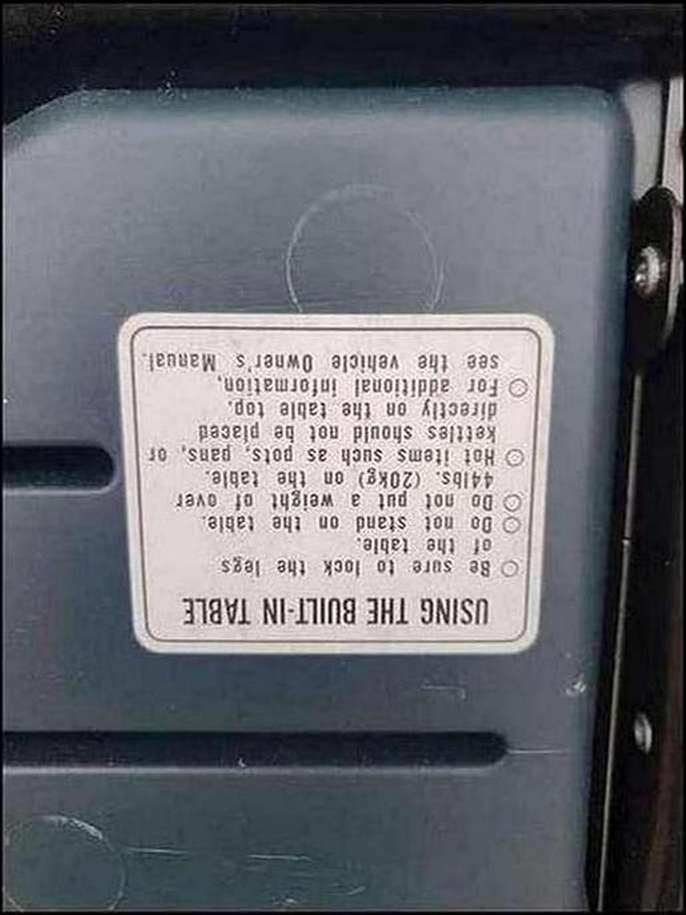 USING THE BUILT-IN TABLE
○ Be sure to lock the legs
of the table.
○ Do not stand on the table.
○ Do not put a weight of over
44lbs. (20kg) on the table.
○ Hot items such as pots, pans, or
kettles should not be placed
directly on the table top.
○ For additional information,
see the vehicle Owner's Manual.